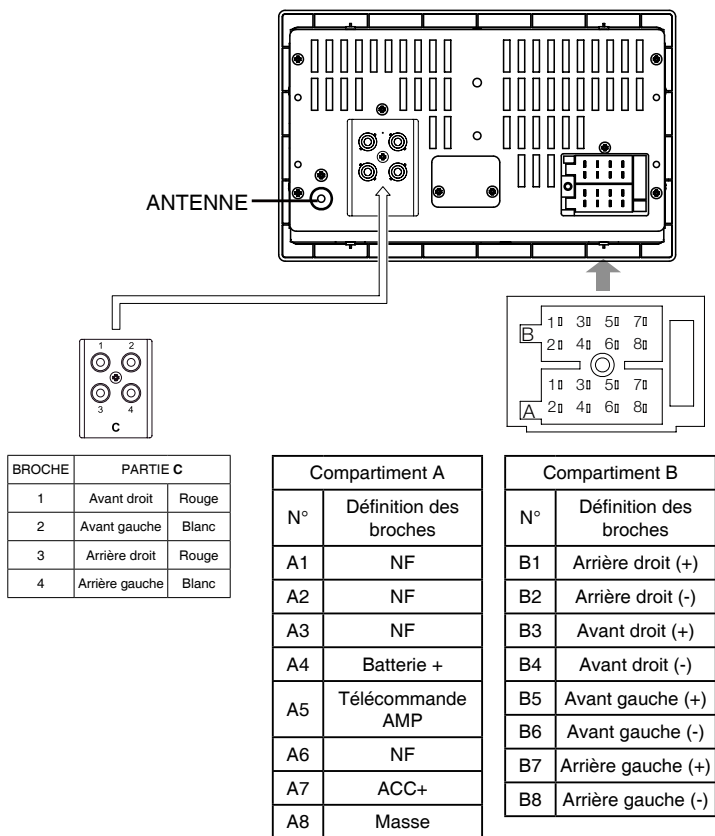 ANTENNE
1 2
3 4
C
B
1 3 5 7
2 4 6 8
1 3 5 7
A 2 4 6 8
BROCHE PARTIE C
1 Avant droit Rouge
2 Avant gauche Blanc
3 Arrière droit Rouge
4 Arrière gauche Blanc
Compartiment A
N° Définition des
broches
A1 NF
A2 NF
A3 NF
A4 Batterie +
A5 Télécommande
AMP
A6 NF
A7 ACC+
A8 Masse
Compartiment B
N° Définition des
broches
B1 Arrière droit (+)
B2 Arrière droit (-)
B3 Avant droit (+)
B4 Avant droit (-)
B5 Avant gauche (+)
B6 Avant gauche (-)
B7 Arrière gauche (+)
B8 Arrière gauche (-)